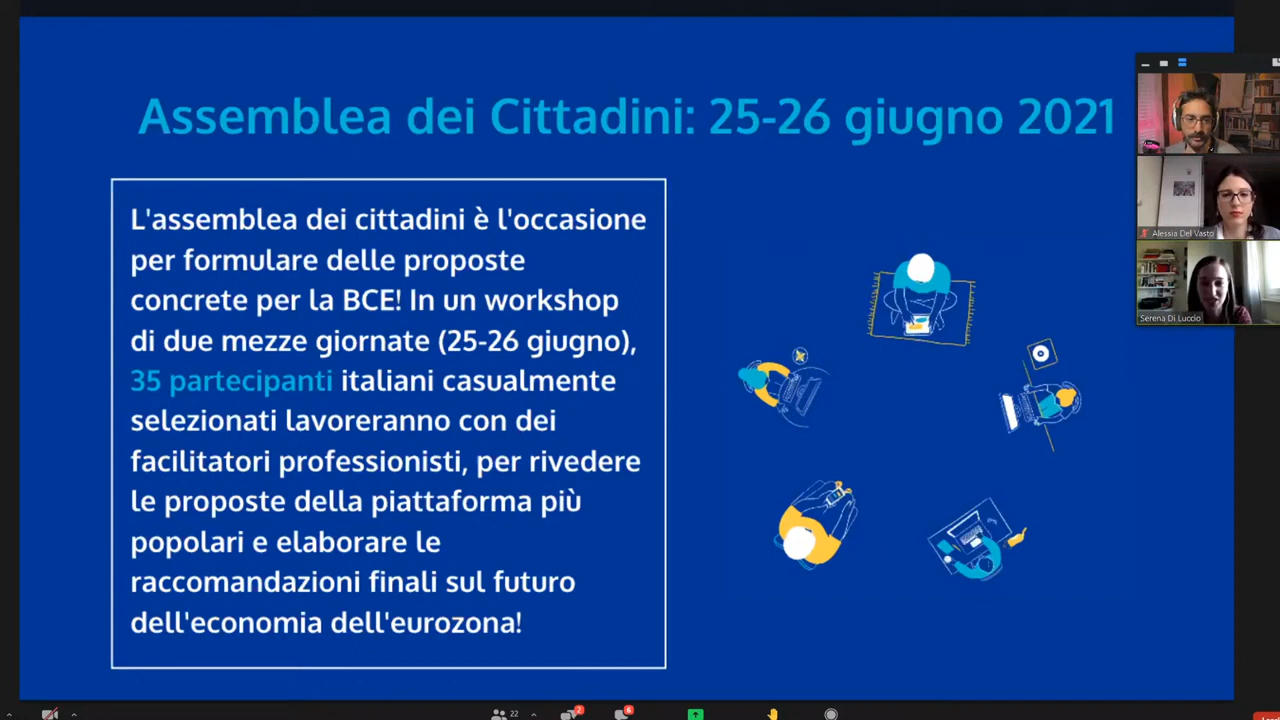 Assemblea dei Cittadini: 25-26 giugno 2021
L'assemblea dei cittadini è l'occasione
per formulare delle proposte
concrete per la BCE! In un workshop
di due mezze giornate (25-26 giugno),
35 partecipanti italiani casualmente
selezionati lavoreranno con dei
facilitatori professionisti, per rivedere
le proposte della piattaforma più
popolari e elaborare le
raccomandazioni finali sul futuro
dell'economia dell'eurozona!
Alessia Del Vasto
Serena Di Luccio
22
2
6